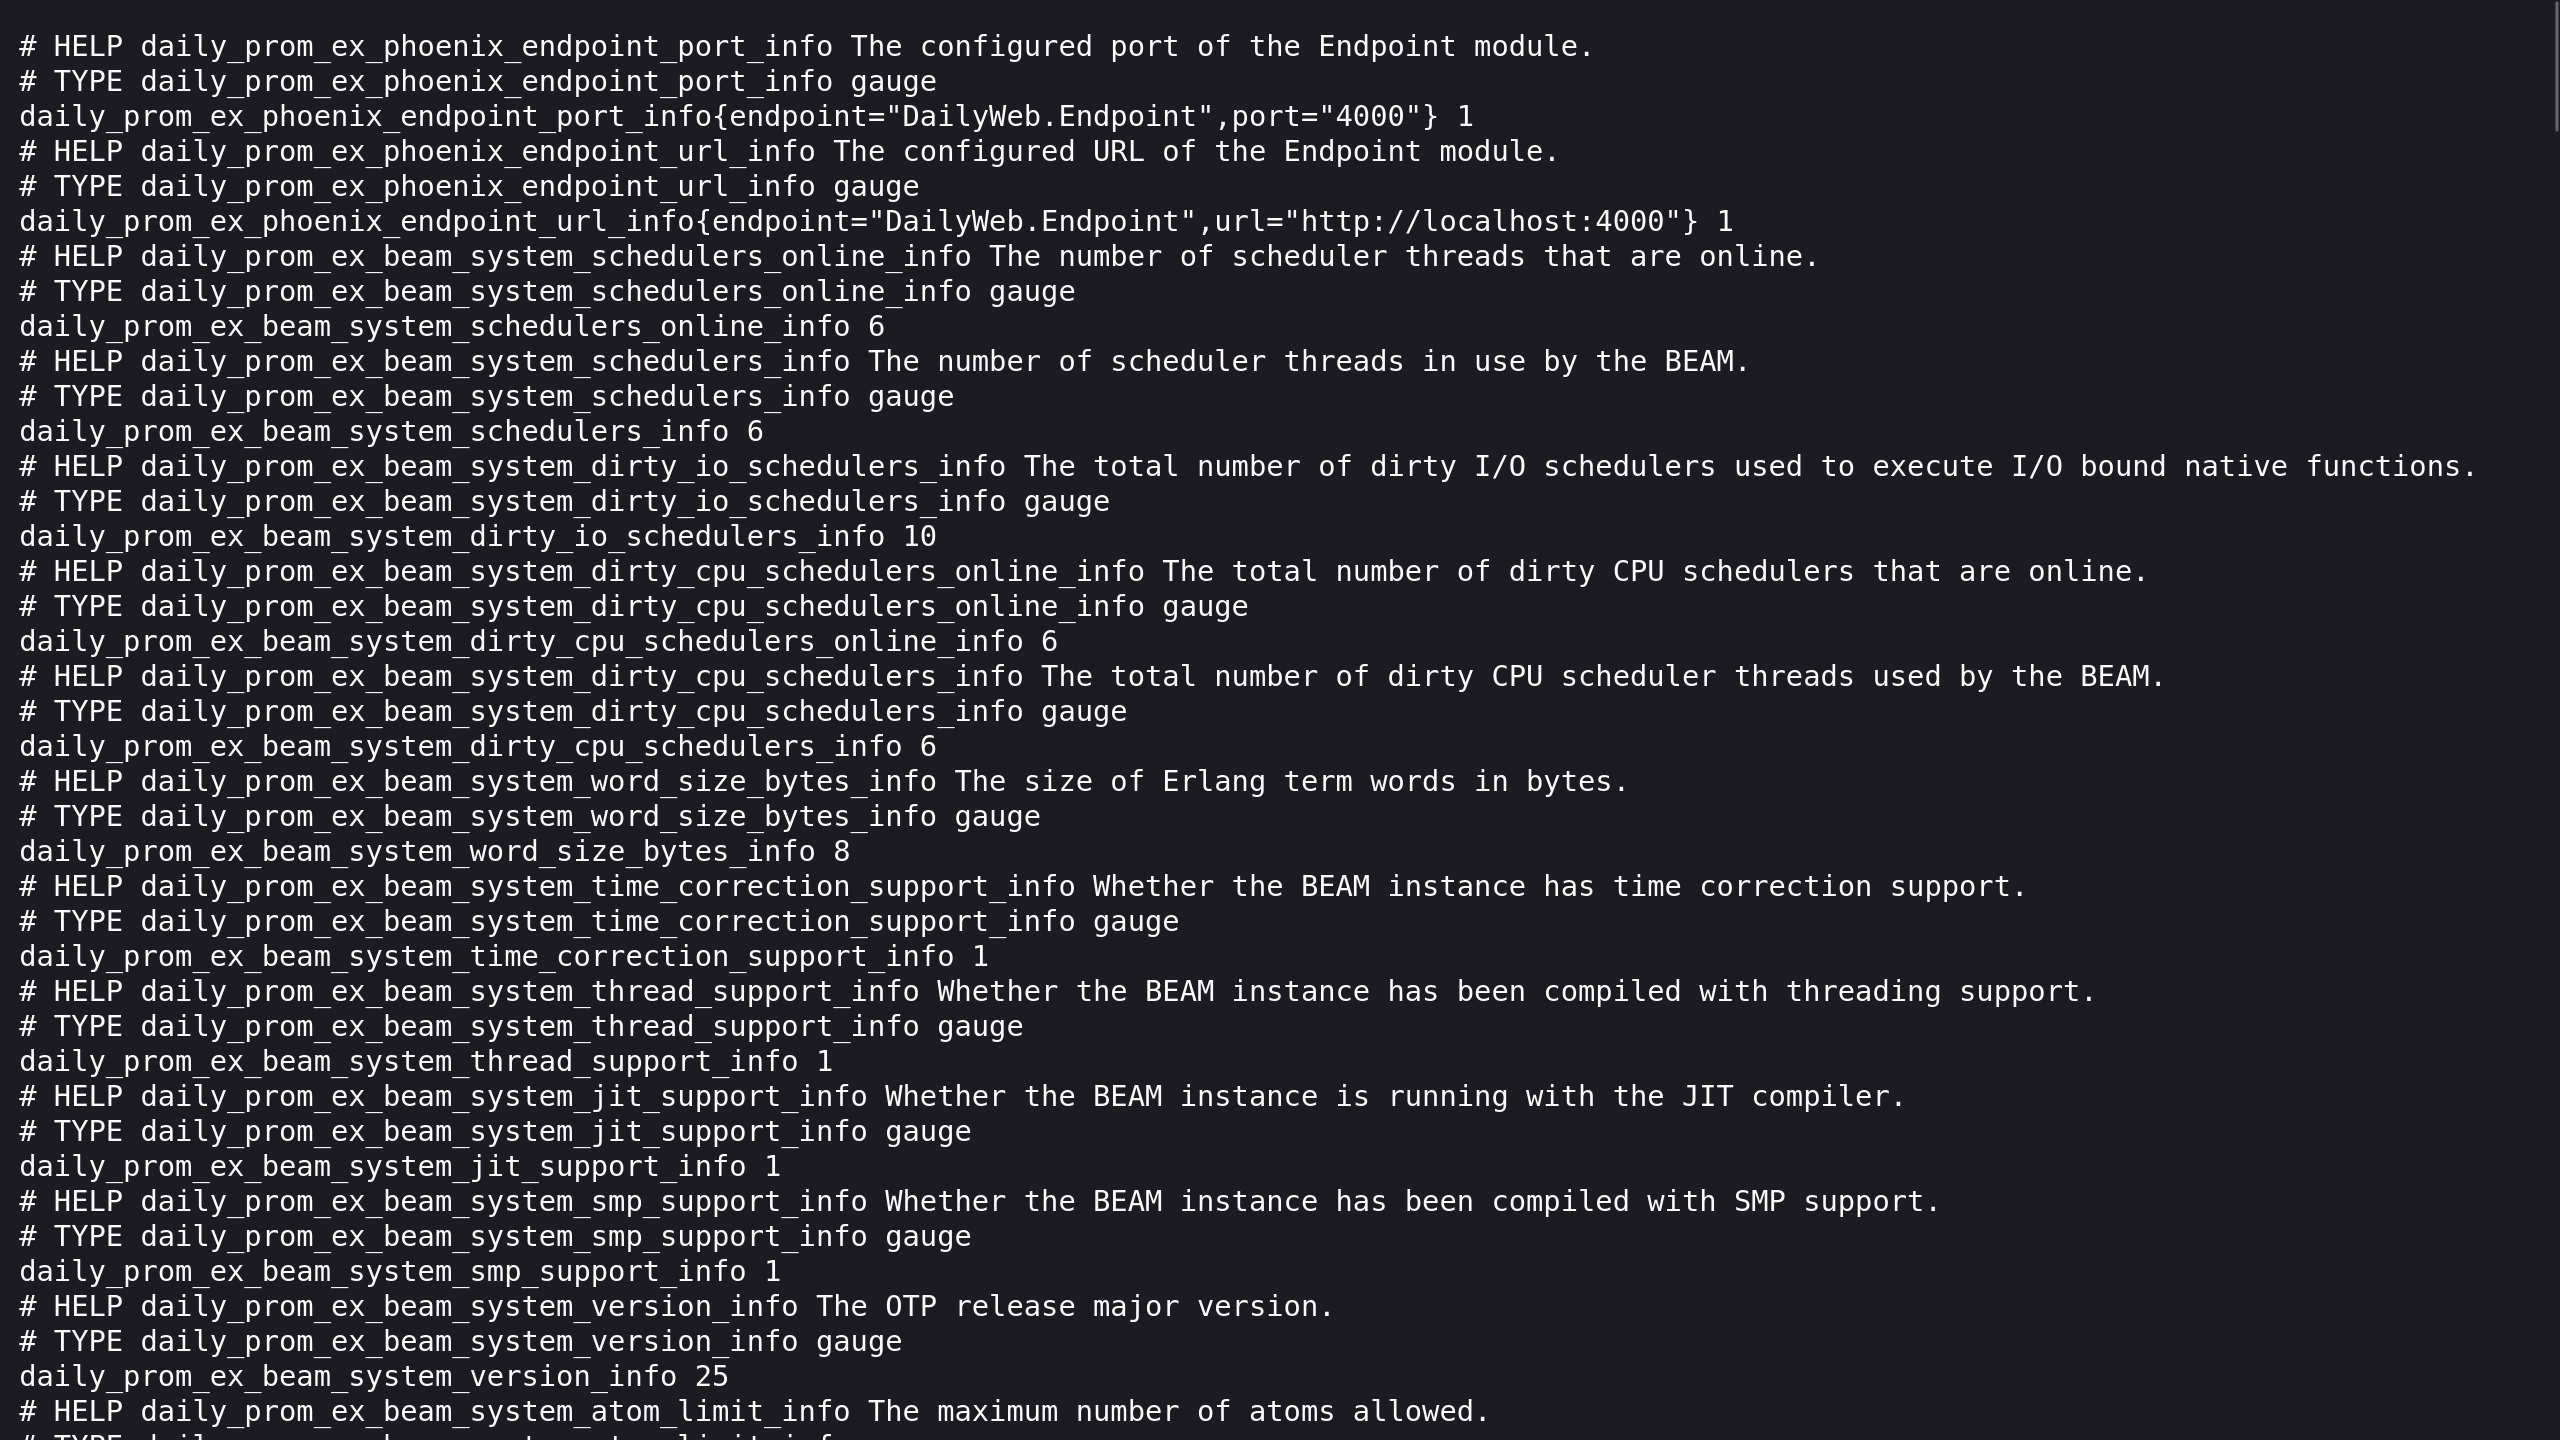 # HELP daily_prom_ex_phoenix_endpoint_port_info The configured port of the Endpoint module.
# TYPE daily_prom_ex_phoenix_endpoint_port_info gauge
daily_prom_ex_phoenix_endpoint_port_info{endpoint="DailyWeb.Endpoint",port="4000"} 1
# HELP daily_prom_ex_phoenix_endpoint_url_info The configured URL of the Endpoint module.
# TYPE daily_prom_ex_phoenix_endpoint_url_info gauge
daily_prom_ex_phoenix_endpoint_url_info{endpoint="DailyWeb.Endpoint",url="http://localhost:4000"} 1
# HELP daily_prom_ex_beam_system_schedulers_online_info The number of scheduler threads that are online.
# TYPE daily_prom_ex_beam_system_schedulers_online_info gauge
daily_prom_ex_beam_system_schedulers_online_info 6
# HELP daily_prom_ex_beam_system_schedulers_info The number of scheduler threads in use by the BEAM.
# TYPE daily_prom_ex_beam_system_schedulers_info gauge
daily_prom_ex_beam_system_schedulers_info 6
# HELP daily_prom_ex_beam_system_dirty_io_schedulers_info The total number of dirty I/O schedulers used to execute I/O bound native functions.
# TYPE daily_prom_ex_beam_system_dirty_io_schedulers_info gauge
daily_prom_ex_beam_system_dirty_io_schedulers_info 10
# HELP daily_prom_ex_beam_system_dirty_cpu_schedulers_online_info The total number of dirty CPU schedulers that are online.
# TYPE daily_prom_ex_beam_system_dirty_cpu_schedulers_online_info gauge
daily_prom_ex_beam_system_dirty_cpu_schedulers_online_info 6
# HELP daily_prom_ex_beam_system_dirty_cpu_schedulers_info The total number of dirty CPU scheduler threads used by the BEAM.
# TYPE daily_prom_ex_beam_system_dirty_cpu_schedulers_info gauge
daily_prom_ex_beam_system_dirty_cpu_schedulers_info 6
# HELP daily_prom_ex_beam_system_word_size_bytes_info The size of Erlang term words in bytes.
# TYPE daily_prom_ex_beam_system_word_size_bytes_info gauge
daily_prom_ex_beam_system_word_size_bytes_info 8
# HELP daily_prom_ex_beam_system_time_correction_support_info Whether the BEAM instance has time correction support.
# TYPE daily_prom_ex_beam_system_time_correction_support_info gauge
daily_prom_ex_beam_system_time_correction_support_info 1
# HELP daily_prom_ex_beam_system_thread_support_info Whether the BEAM instance has been compiled with threading support.
# TYPE daily_prom_ex_beam_system_thread_support_info gauge
daily_prom_ex_beam_system_thread_support_info 1
# HELP daily_prom_ex_beam_system_jit_support_info Whether the BEAM instance is running with the JIT compiler.
# TYPE daily_prom_ex_beam_system_jit_support_info gauge
daily_prom_ex_beam_system_jit_support_info 1
# HELP daily_prom_ex_beam_system_smp_support_info Whether the BEAM instance has been compiled with SMP support.
# TYPE daily_prom_ex_beam_system_smp_support_info gauge
daily_prom_ex_beam_system_smp_support_info 1
# HELP daily_prom_ex_beam_system_version_info The OTP release major version.
# TYPE daily_prom_ex_beam_system_version_info gauge
daily_prom_ex_beam_system_version_info 25
# HELP daily_prom_ex_beam_system_atom_limit_info The maximum number of atoms allowed.